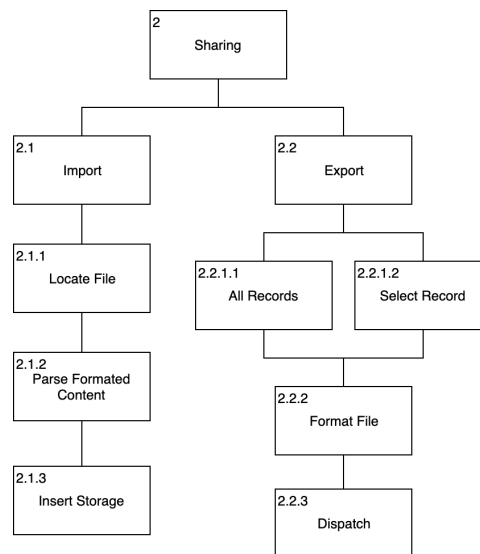 2
Sharing
2.1
Import
2.2
Export
2.1.1
Locate File
2.2.1.1
All Records
2.2.1.2
Select Record
2.1.2
Parse Formated
Content
2.2.2
Format File
2.1.3
Insert Storage
2.2.3
Dispatch